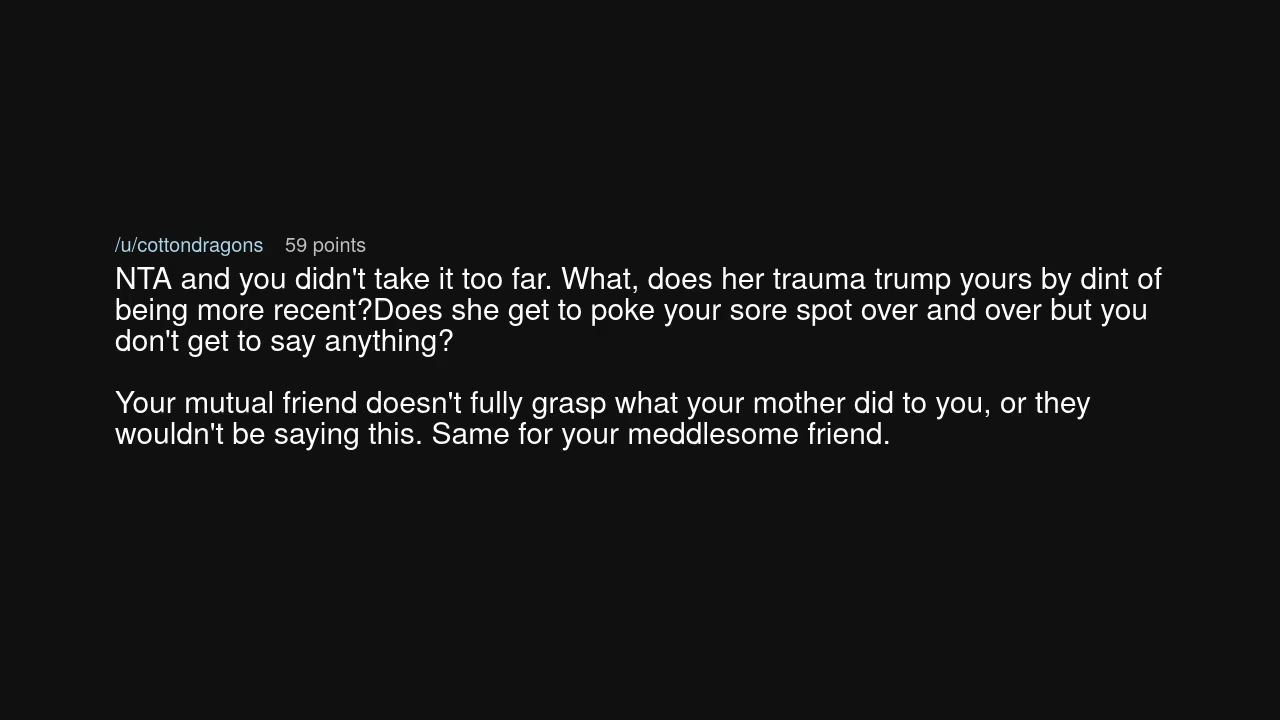 /u/cottondragons 59 points
NTA and you didn't take it too far. What, does her trauma trump yours by dint of
being more recent?Does she get to poke your sore spot over and over but you
don't get to say anything?
Your mutual friend doesn't fully grasp what your mother did to you, or they
wouldn't be saying this. Same for your meddlesome friend.